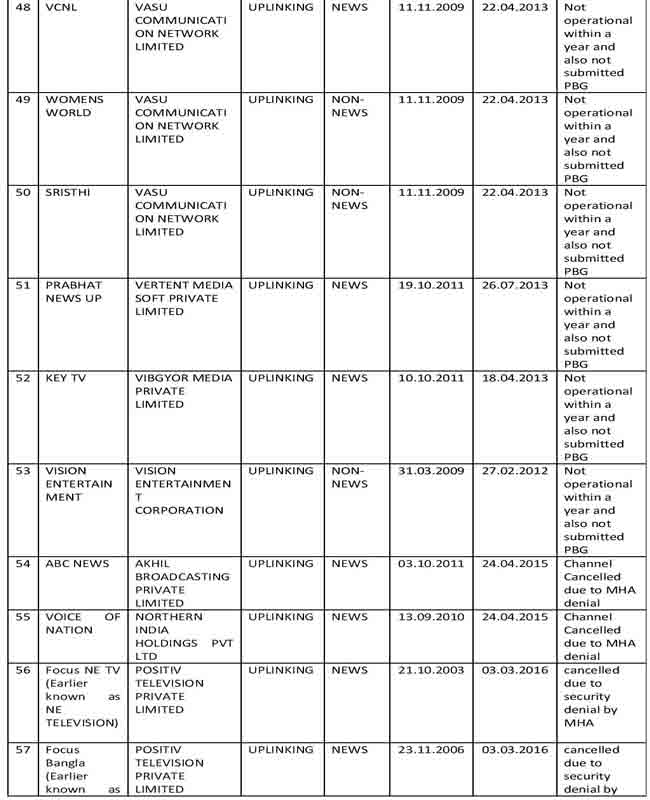 48 VCNL VASU UPLINKING NEWS 11.11.2009 22.04.2013 Not
COMMUNICATI operational
ON NETWORK within a
LIMITED year and
also not
submitted
PBG
49 WOMENS VASU UPLINKING NON- 11.11.2009 22.04.2013 Not
WORLD COMMUNICATI NEWS operational
ON NETWORK within a
LIMITED year and
also not
submitted
PBG
50 SRISTHI VASU UPLINKING NON- 11.11.2009 22.04.2013 Not
COMMUNICATI NEWS operational
ON NETWORK within a
LIMITED year and
also not
submitted
PBG
51 PRABHAT VERTENT MEDIA UPLINKING NEWS 19.10.2011 26.07.2013 Not
NEWS UP SOFT PRIVATE operational
LIMITED within a
year and
also not
submitted
PBG
52 KEY TV VIBGYOR MEDIA UPLINKING NEWS 10.10.2011 18.04.2013 Not
PRIVATE operational
LIMITED within a
year and
also not
submitted
PBG
53 VISION VISION UPLINKING NON- 31.03.2009 27.02.2012 Not
ENTERTAIN ENTERTAINMEN NEWS operational
MENT T within a
CORPORATION year and
also not
submitted
PBG
54 ABC NEWS AKHIL UPLINKING NEWS 03.10.2011 24.04.2015 Channel
BROADCASTING Cancelled
PRIVATE due to MHA
LIMITED denial
55 VOICE OF NORTHERN UPLINKING NEWS 13.09.2010 24.04.2015 Channel
NATION INDIA Cancelled
HOLDINGS PVT due to MHA
LTD denial
56 Focus NE TV POSITIV UPLINKING NEWS 21.10.2003 03.03.2016 cancelled
(Earlier TELEVISION due to
known as PRIVATE security
NE LIMITED denial by
TELEVISION) MHA
57 Focus POSITIV UPLINKING NEWS 23.11.2006 03.03.2016 cancelled
Bangla TELEVISION due to
(Earlier PRIVATE security
known as LIMITED denial by